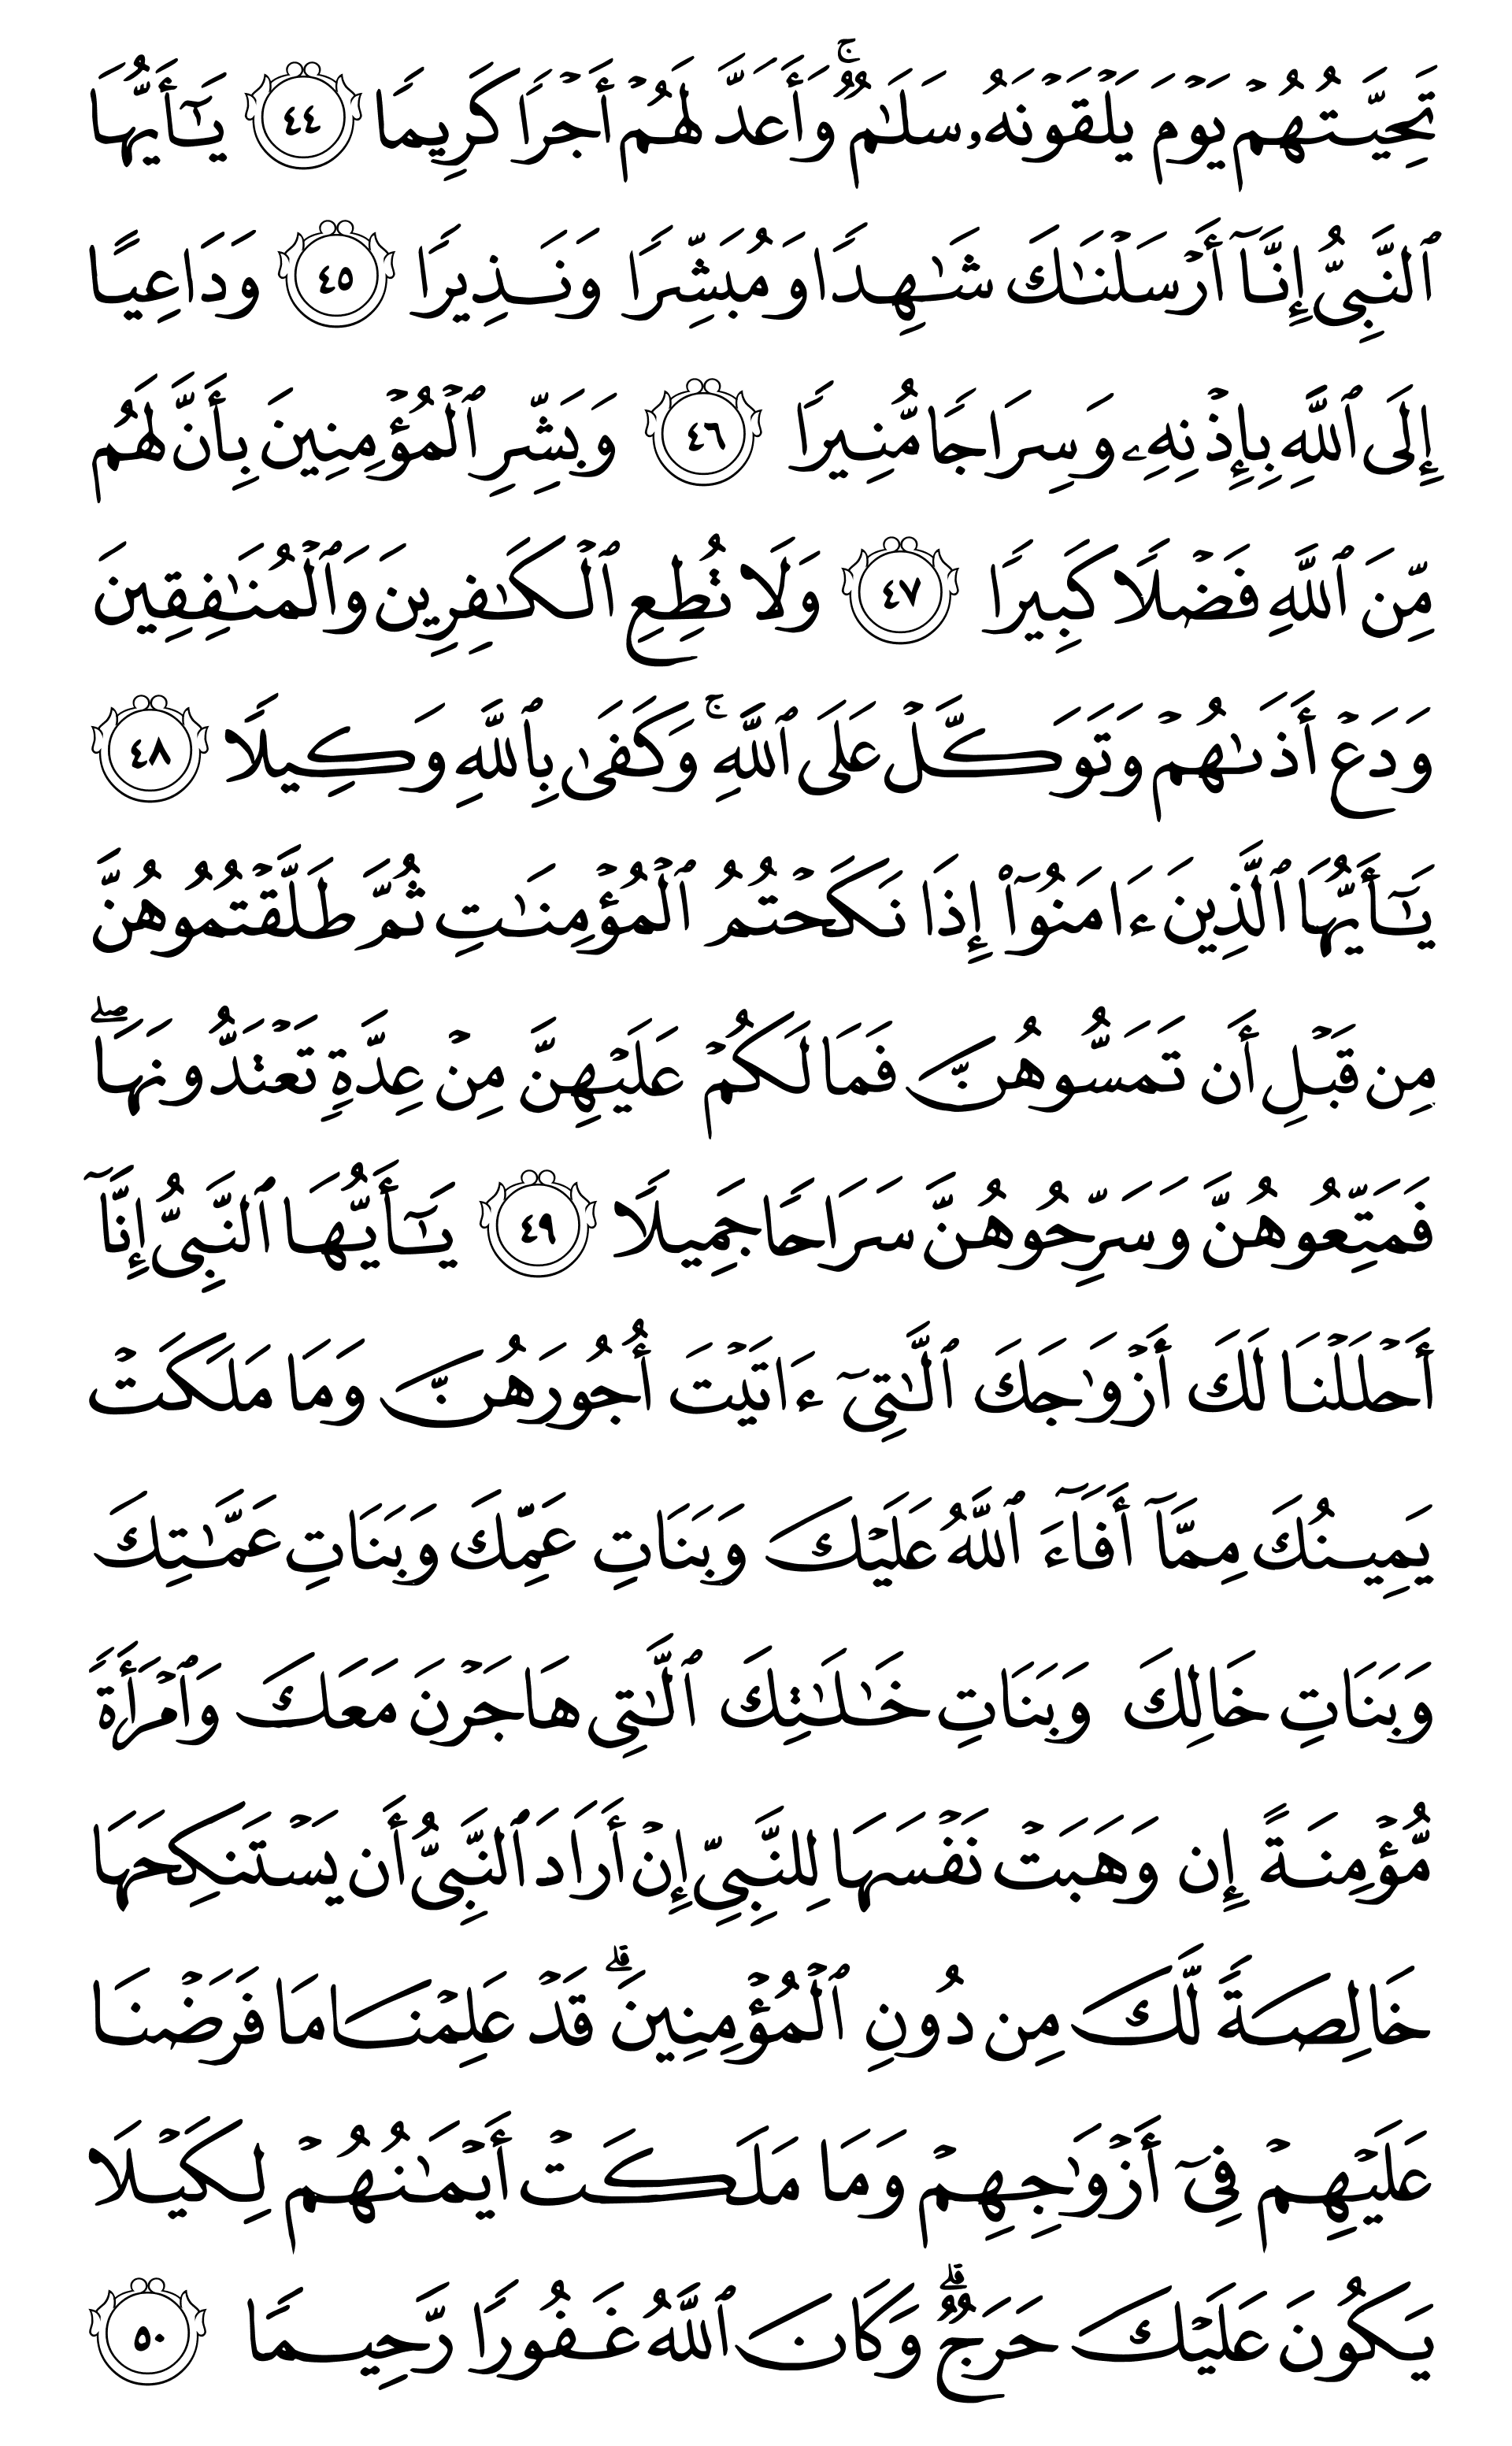 تَحِيَّتُهُمۡ يَوۡمَ يَلۡقَوۡنَهُۥ سَلَٰمٞۚ وَأَعَدَّ لَهُمۡ أَجۡرٗا كَرِيمٗا ٤٤ يَٰٓأَيُّهَا
ٱلنَّبِيُّ إِنَّآ أَرۡسَلۡنَٰكَ شَٰهِدٗا وَمُبَشِّرٗا وَنَذِيرٗا ٤٥ وَدَاعِيًا
إِلَى ٱللَّهِ بِإِذۡنِهِۦ وَسِرَاجٗا مُّنِيرٗا ٤٦ وَبَشِّرِ ٱلۡمُؤۡمِنِينَ بِأَنَّ لَهُم
مِّنَ ٱللَّهِ فَضۡلٗا كَبِيرٗا ٤٧ وَلَا تُطِعِ ٱلۡكَٰفِرِينَ وَٱلۡمُنَٰفِقِينَ
وَدَعۡ أَذَىٰهُمۡ وَتَوَكَّلۡ عَلَى ٱللَّهِۚ وَكَفَىٰ بِٱللَّهِ وَكِيلٗا ٤٨
يَٰٓأَيُّهَا ٱلَّذِينَ ءَامَنُوٓاْ إِذَا نَكَحۡتُمُ ٱلۡمُؤۡمِنَٰتِ ثُمَّ طَلَّقۡتُمُوهُنَّ
مِن قَبۡلِ أَن تَمَسُّوهُنَّ فَمَا لَكُمۡ عَلَيۡهِنَّ مِنۡ عِدَّةٖ تَعۡتَدُّونَهَاۖ
فَمَتِّعُوهُنَّ وَسَرِّحُوهُنَّ سَرَاحٗا جَمِيلٗا ٤٩ يَٰٓأَيُّهَا ٱلنَّبِيُّ إِنَّآ
أَحۡلَلۡنَا لَكَ أَزۡوَٰجَكَ ٱلَّٰتِيٓ ءَاتَيۡتَ أُجُورَهُنَّ وَمَا مَلَكَتۡ
يَمِينُكَ مِمَّآ أَفَآءَ ٱللَّهُ عَلَيۡكَ وَبَنَاتِ عَمِّكَ وَبَنَاتِ عَمَّٰتِكَ
وَبَنَاتِ خَالِكَ وَبَنَاتِ خَٰلَٰتِكَ ٱلَّٰتِي هَاجَرۡنَ مَعَكَ وَٱمۡرَأَةٗ
مُّؤۡمِنَةً إِن وَهَبَتۡ نَفۡسَهَا لِلنَّبِيِّ إِنۡ أَرَادَ ٱلنَّبِيُّ أَن يَسۡتَنكِحَهَا
خَالِصَةٗ لَّكَ مِن دُونِ ٱلۡمُؤۡمِنِينَۗ قَدۡ عَلِمۡنَا مَا فَرَضۡنَا
عَلَيۡهِمۡ فِيٓ أَزۡوَٰجِهِمۡ وَمَا مَلَكَتۡ أَيۡمَٰنُهُمۡ لِكَيۡلَا
يَكُونَ عَلَيۡكَ حَرَجٞۗ وَكَانَ ٱللَّهُ غَفُورٗا رَّحِيمٗا ٥٠